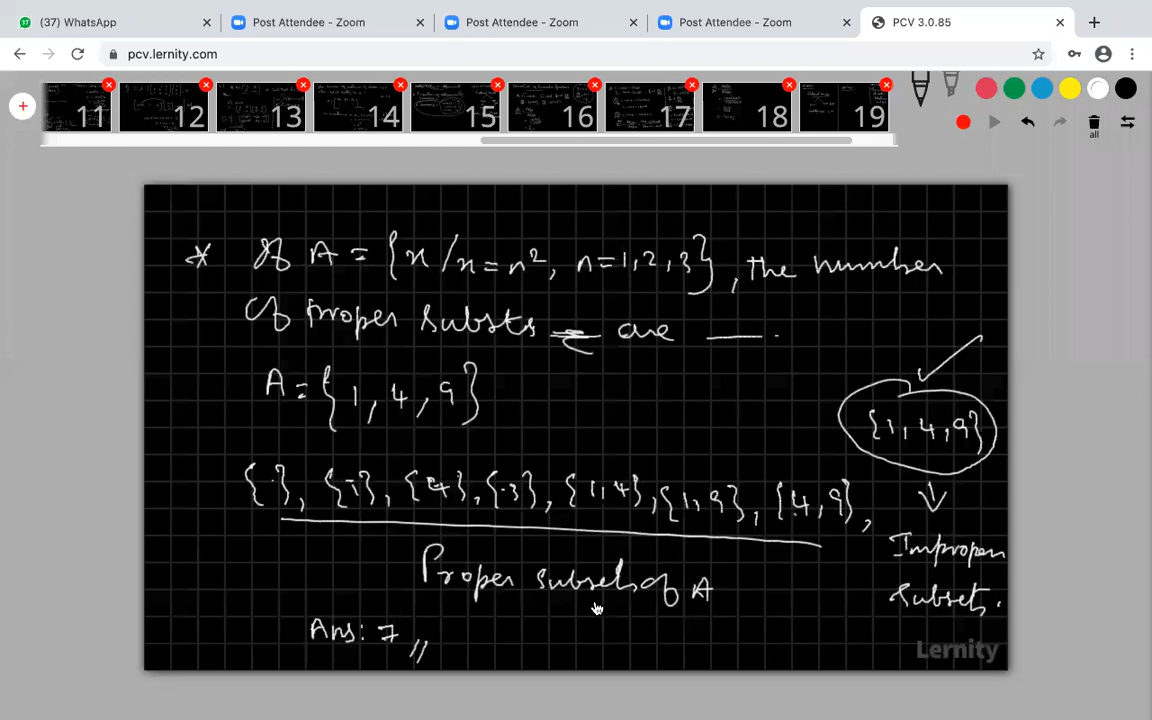 (37) WhatsApp
Post Attendee - Zoom
Post Attendee - Zoom
Post Attendee - Zoom
PCV 3.0.85
pcv.lernity.com
11 12 13 14 15 16 17 18 19
all
* If A = {x/x=n², n=1,2,3}, the number
Of Proper Substs are ___.
A = {1, 4, 9}
{1, 4, 9}
{.}, {1}, {4}, {3}, {1,4}, {1,9}, {4,9},
Improper
Subsets.
Proper subsets of A
Ans: 7 //
Lernity